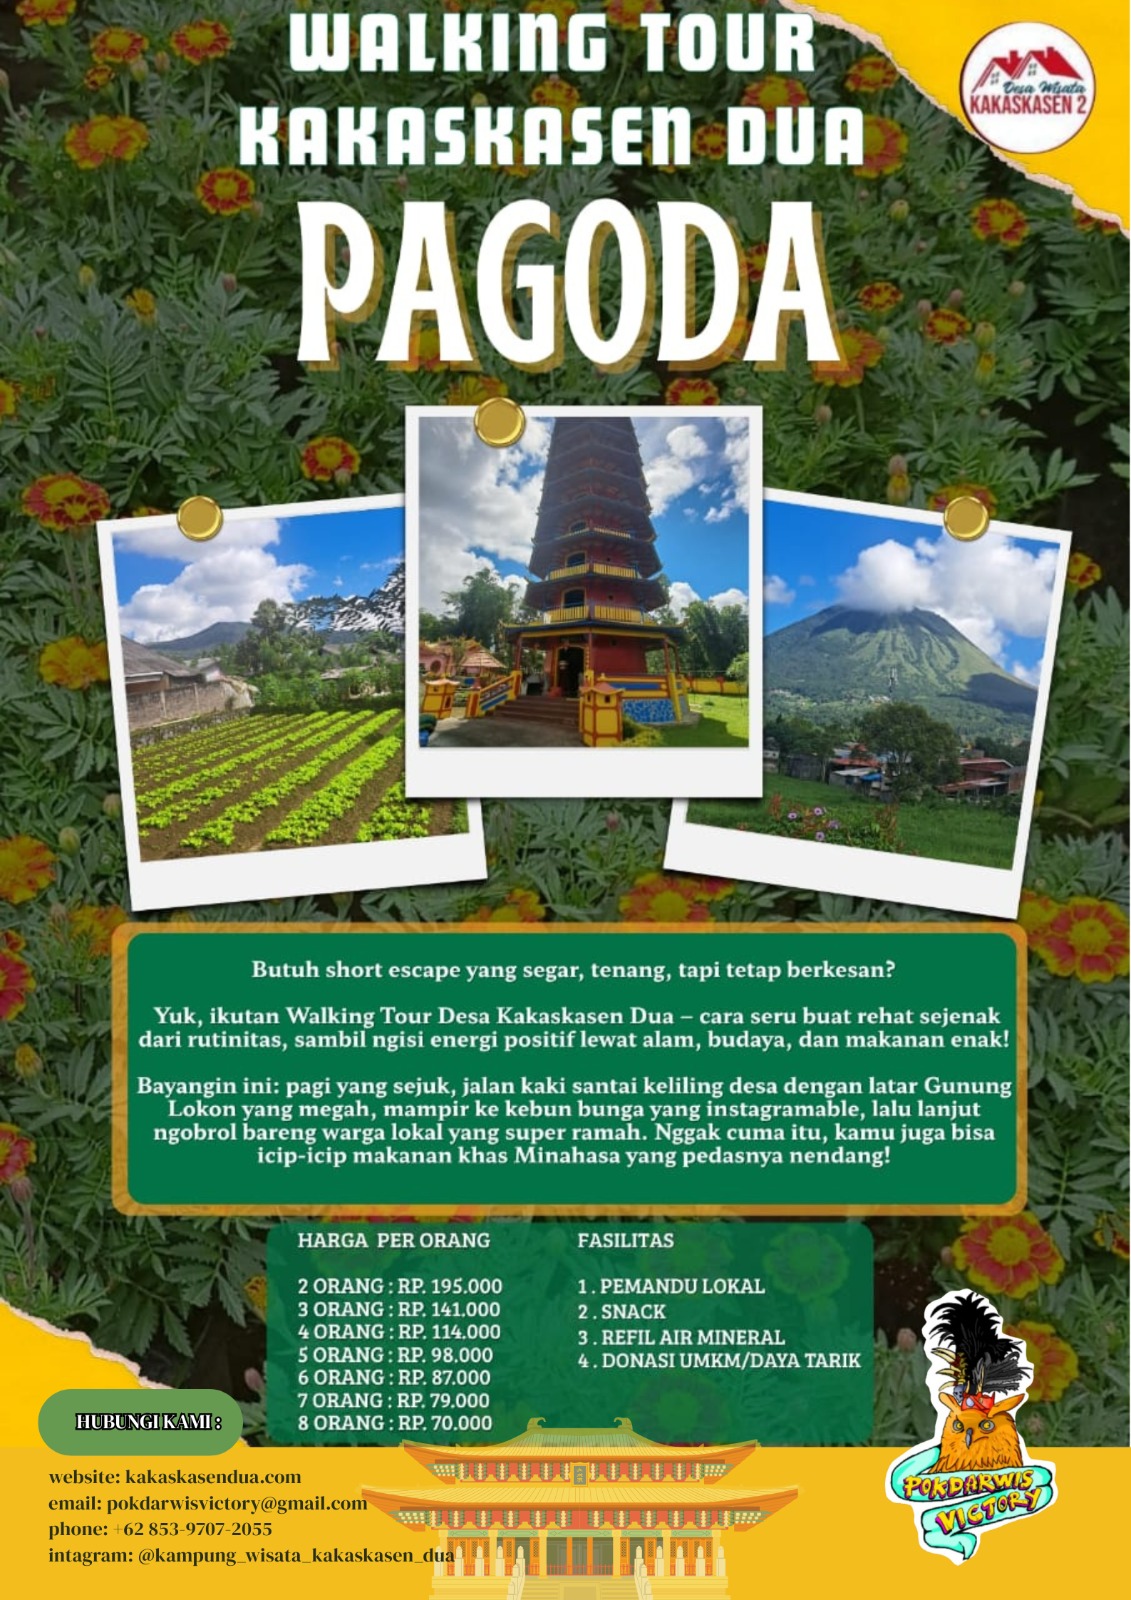 WALKING TOUR
KAKASKASEN DUA
PAGODA
Desa Wisata
KAKASKASEN 2
Butuh short escape yang segar, tenang, tapi tetap berkesan?
Yuk, ikutan Walking Tour Desa Kakaskasen Dua – cara seru buat rehat sejenak
dari rutinitas, sambil ngisi energi positif lewat alam, budaya, dan makanan enak!
Bayangin ini: pagi yang sejuk, jalan kaki santai keliling desa dengan latar Gunung
Lokon yang megah, mampir ke kebun bunga yang instagramable, lalu lanjut
ngobrol bareng warga lokal yang super ramah. Nggak cuma itu, kamu juga bisa
icip-icip makanan khas Minahasa yang pedasnya nendang!
HARGA PER ORANG
2 ORANG : RP. 195.000
3 ORANG : RP. 141.000
4 ORANG : RP. 114.000
5 ORANG : RP. 98.000
6 ORANG : RP. 87.000
7 ORANG : RP. 79.000
8 ORANG : RP. 70.000
FASILITAS
1 . PEMANDU LOKAL
2 . SNACK
3 . REFIL AIR MINERAL
4 . DONASI UMKM/DAYA TARIK
HUBUNGI KAMI :
website: kakaskasendua.com
email: pokdarwisvictory@gmail.com
phone: +62 853-9707-2055
intagram: @kampung_wisata_kakaskasen_dua
POKDARWIS
VICTORY